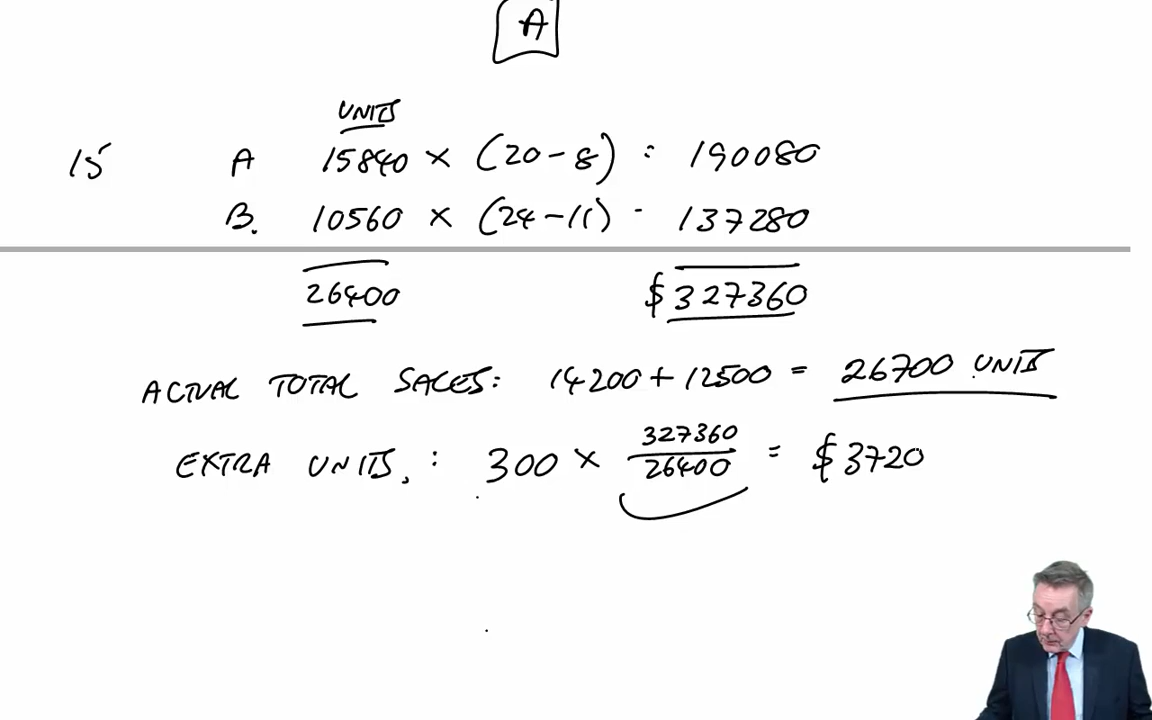 A
UNITS
15 A 15840 × (20-8) = 190080
B. 10560 × (24-11) - 137280
26400 $327360
ACTUAL TOTAL SALES: 14200 + 12500 = 26700 UNITS
EXTRA UNITS, : 300 × 327360/26400 = $3720